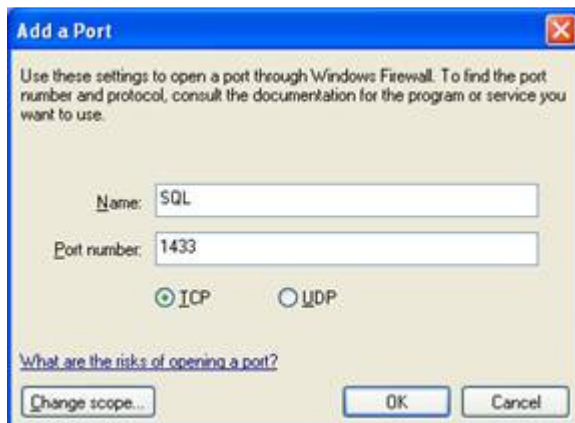 Add a Port
Use these settings to open a port through Windows Firewall. To find the port
number and protocol, consult the documentation for the program or service you
want to use.
Name: SQL
Port number: 1433
TCP UDP
What are the risks of opening a port?
Change scope... OK Cancel